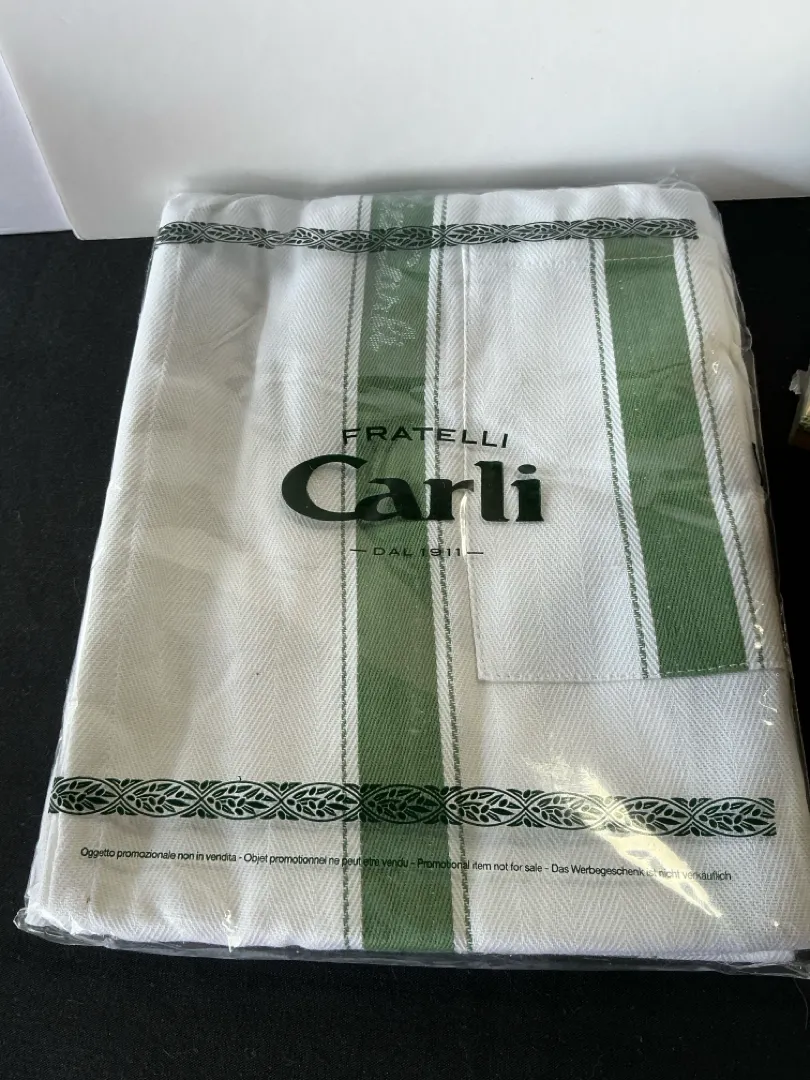 Carli
FRATELLI
Carli
— DAL 1911 —
Oggetto promozionale non in vendita - Objet promotionnel ne peut etre vendu - Promotional item not for sale - Das Werbegeschenk ist nicht verkäuflich